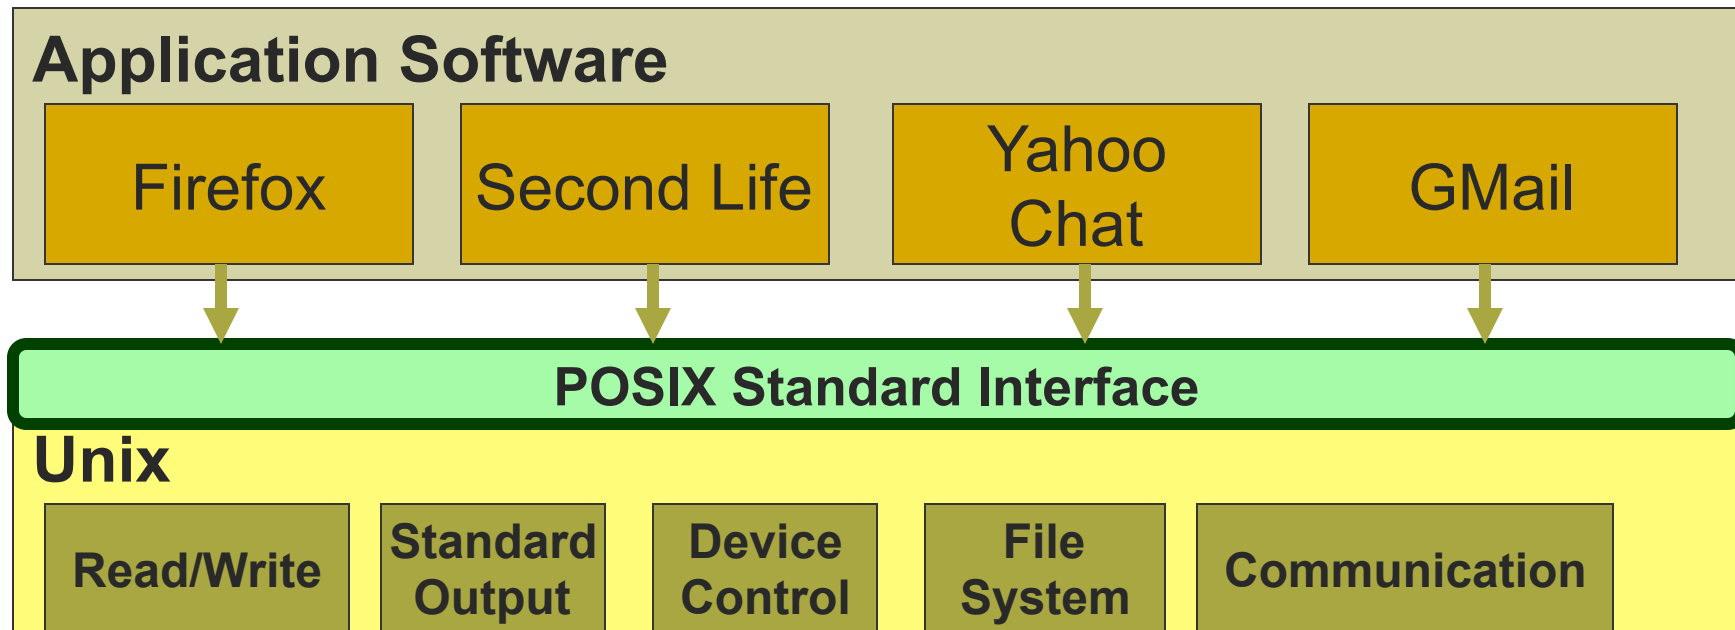 Application Software
Firefox
Second Life
Yahoo
Chat
GMail
POSIX Standard Interface
Unix
Read/Write
Standard
Output
Device
Control
File
System
Communication